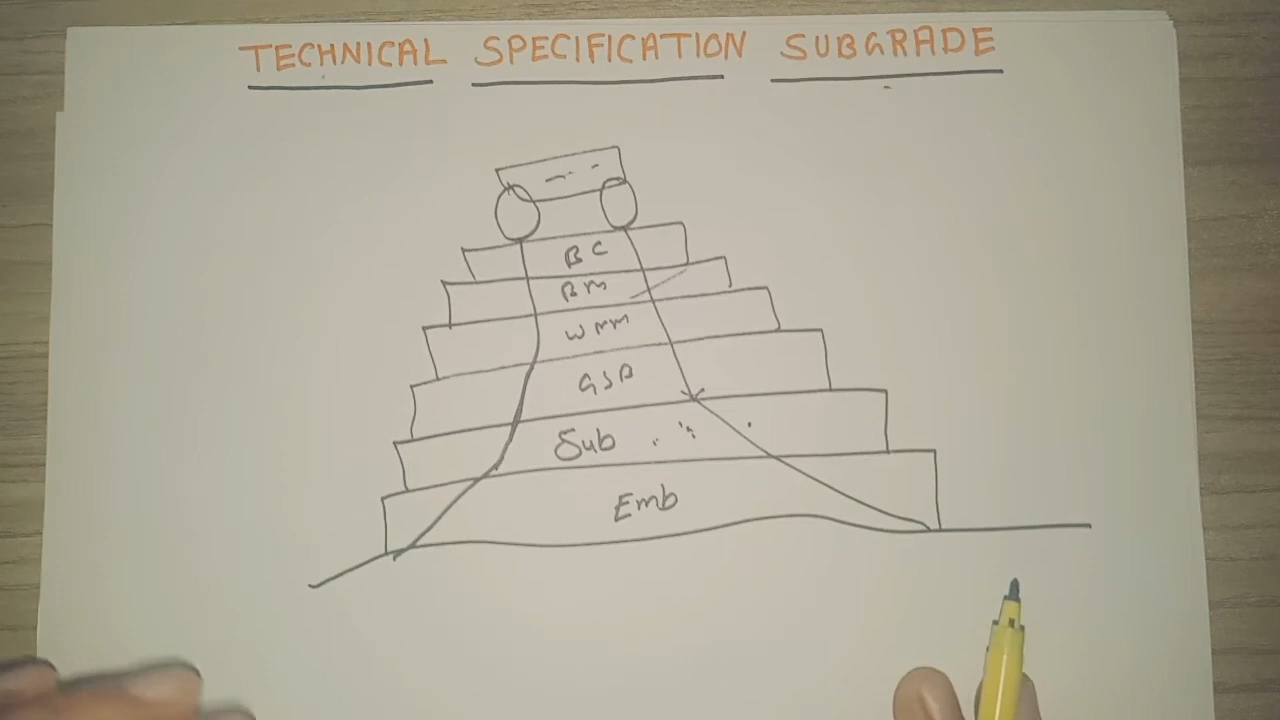 TECHNICAL SPECIFICATION SUBGRADE
BC
BM
WMM
GSB
Sub
Emb